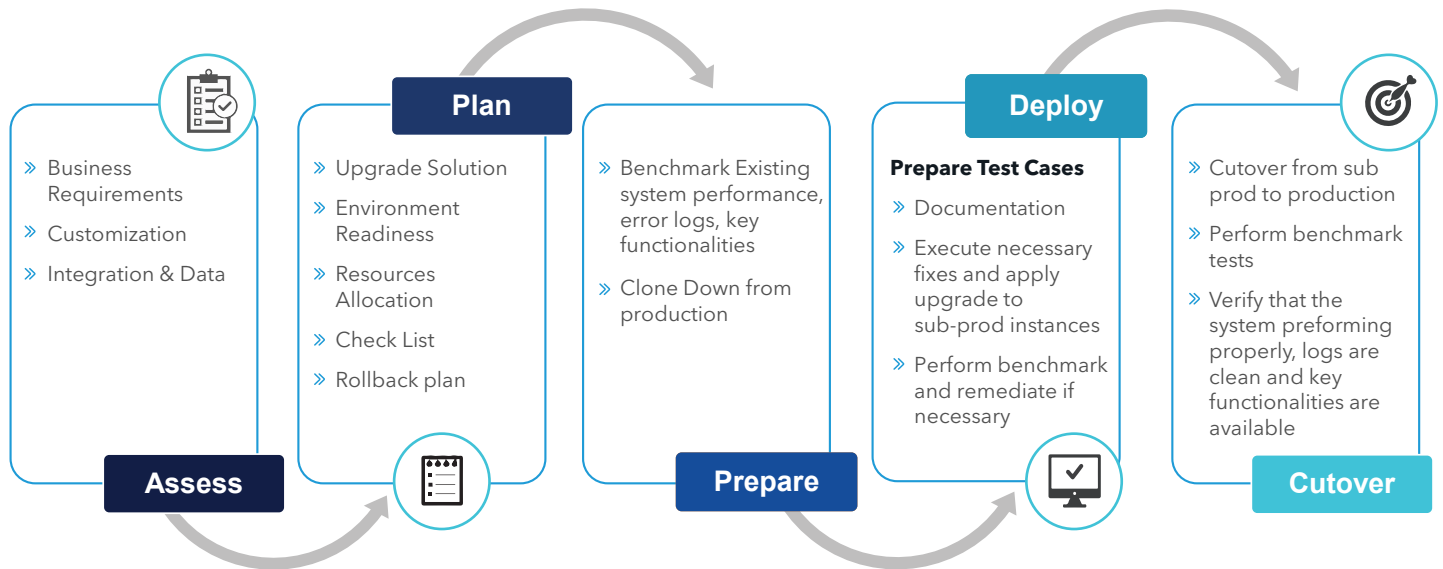 Business
Requirements
Customization
Integration & Data
Assess
Plan
Upgrade Solution
Environment
Readiness
Resources
Allocation
Check List
Rollback plan
Benchmark Existing
system performance,
error logs, key
functionalities
Clone Down from
production
Prepare
Deploy
Prepare Test Cases
Documentation
Execute necessary
fixes and apply
upgrade to
sub-prod instances
Perform benchmark
and remediate if
necessary
Cutover from sub
prod to production
Perform benchmark
tests
Verify that the
system preforming
properly, logs are
clean and key
functionalities are
available
Cutover